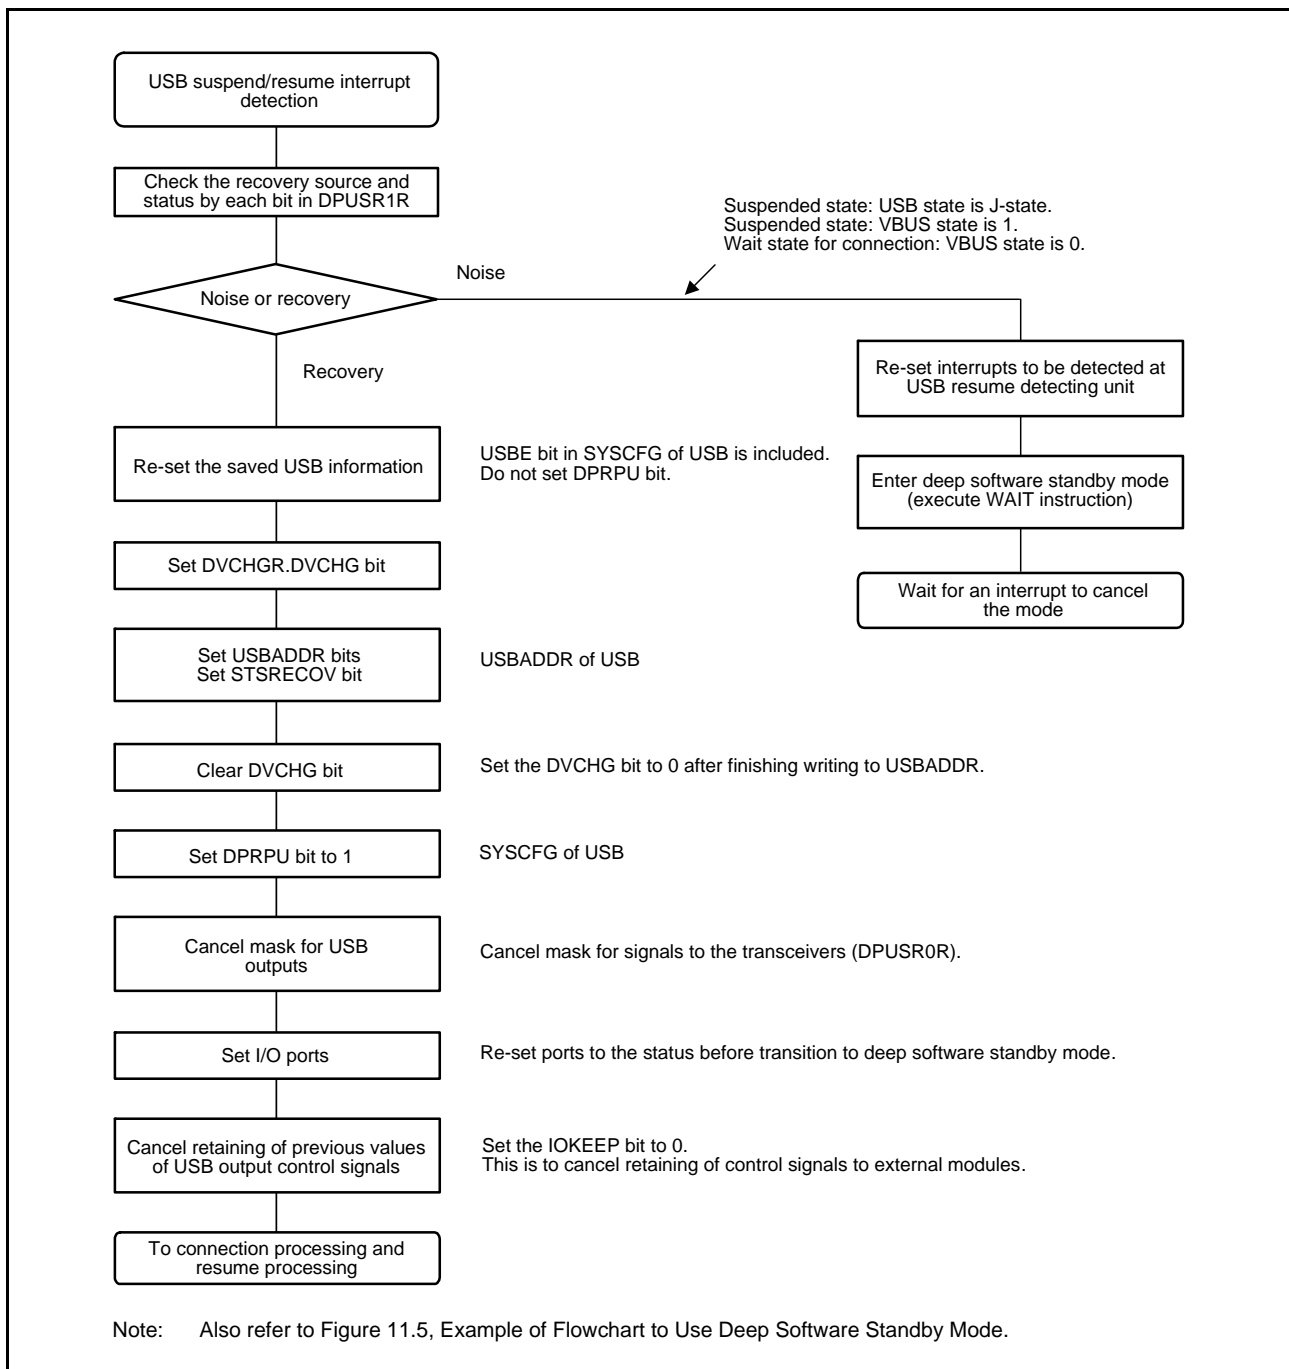 USB suspend/resume interrupt
detection
Check the recovery source and
status by each bit in DPUSR1R
Suspended state: USB state is J-state.
Suspended state: VBUS state is 1.
Wait state for connection: VBUS state is 0.
Noise
Noise or recovery
Recovery
Re-set interrupts to be detected at
USB resume detecting unit
Re-set the saved USB information
USBE bit in SYSCFG of USB is included.
Do not set DPRPU bit.
Enter deep software standby mode
(execute WAIT instruction)
Set DVCHGR.DVCHG bit
Wait for an interrupt to cancel
the mode
Set USBADDR bits
Set STSRECOV bit
USBADDR of USB
Clear DVCHG bit
Set the DVCHG bit to 0 after finishing writing to USBADDR.
Set DPRPU bit to 1
SYSCFG of USB
Cancel mask for USB
outputs
Cancel mask for signals to the transceivers (DPUSR0R).
Set I/O ports
Re-set ports to the status before transition to deep software standby mode.
Cancel retaining of previous values
of USB output control signals
Set the IOKEEP bit to 0.
This is to cancel retaining of control signals to external modules.
To connection processing and
resume processing
Note: Also refer to Figure 11.5, Example of Flowchart to Use Deep Software Standby Mode.